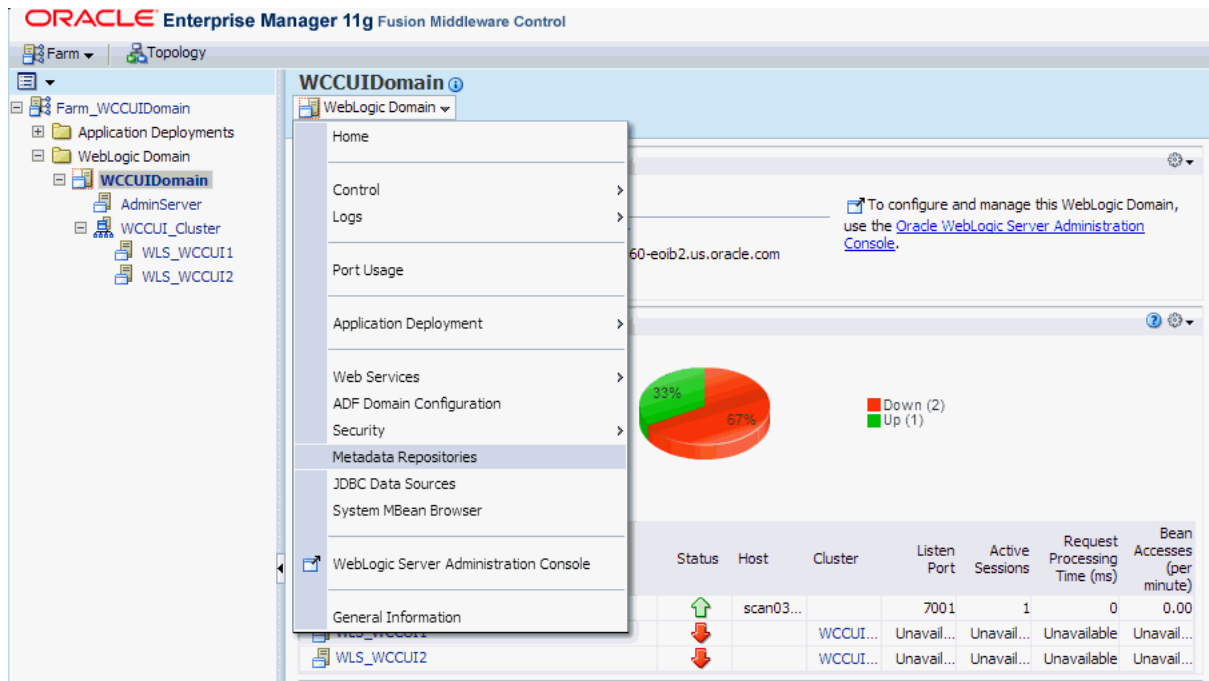 ORACLE Enterprise Manager 11g Fusion Middleware Control
Farm
Topology
Farm_WCCUIDomain
Application Deployments
WebLogic Domain
WCCUIDomain
AdminServer
WCCUI_Cluster
WLS_WCCUI1
WLS_WCCUI2
WCCUIDomain
WebLogic Domain
Home
Control
Logs
Port Usage
Application Deployment
Web Services
ADF Domain Configuration
Security
Metadata Repositories
JDBC Data Sources
System MBean Browser
WebLogic Server Administration Console
General Information
60-eoib2.us.oracle.com
To configure and manage this WebLogic Domain,
use the Oracle WebLogic Server Administration
Console.
33%
67%
Down (2)
Up (1)
Status Host Cluster Listen Port Active Sessions Request Processing Time (ms) Bean Accesses (per minute)
scan03... 7001 1 0 0.00
WLS_WCCUI1 WCCUI... Unavail... Unavail... Unavailable Unavail...
WLS_WCCUI2 WCCUI... Unavail... Unavail... Unavailable Unavail...